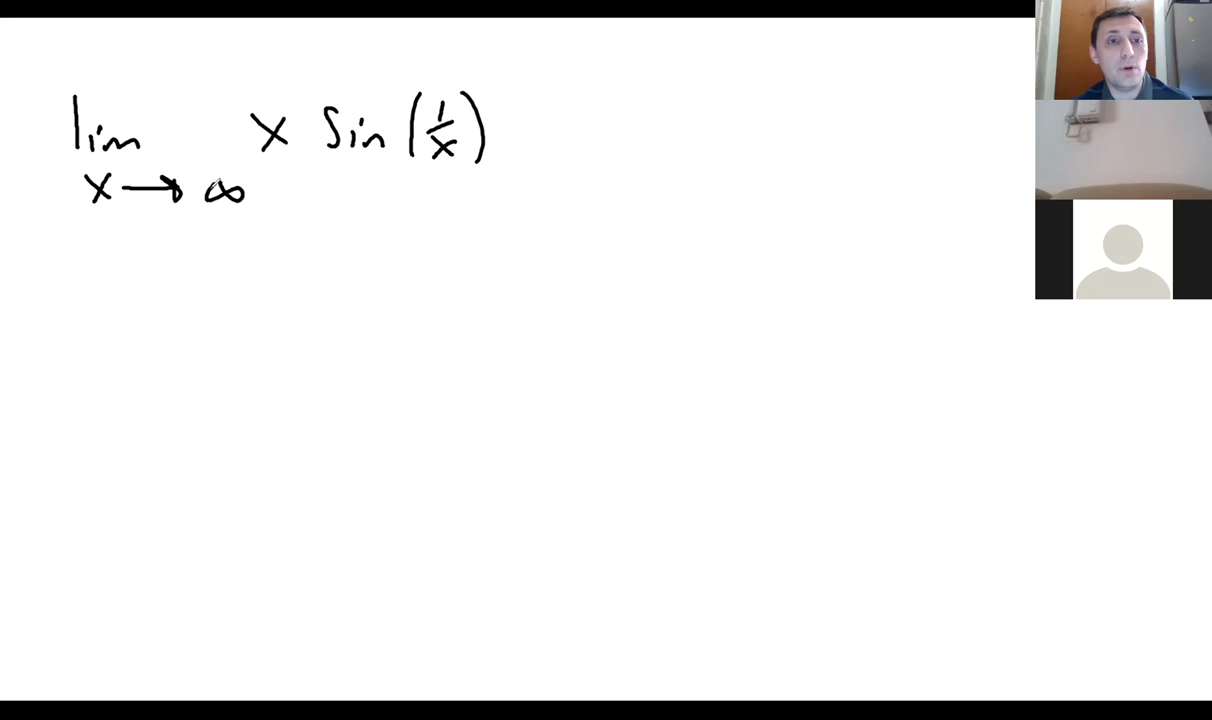 lim x sin(1/x)
x → ∞